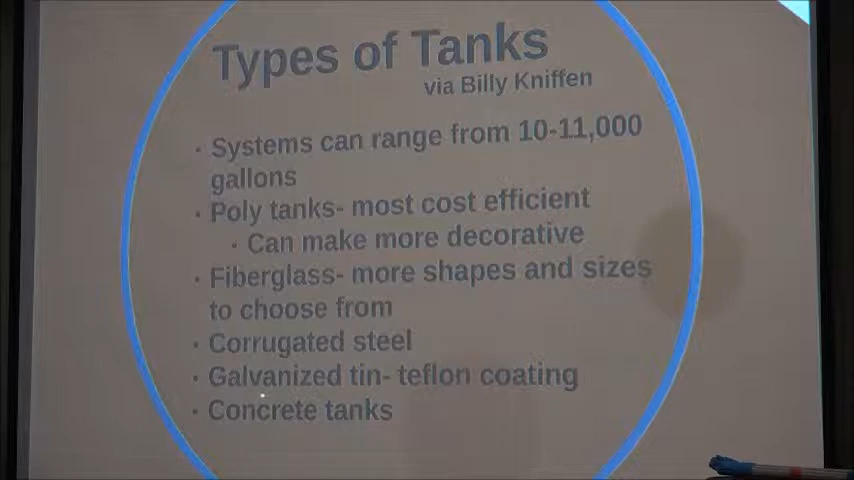 Types of Tanks
via Billy Kniffen
· Systems can range from 10-11,000
gallons
· Poly tanks- most cost efficient
· Can make more decorative
· Fiberglass- more shapes and sizes
to choose from
· Corrugated steel
· Galvanized tin- teflon coating
· Concrete tanks